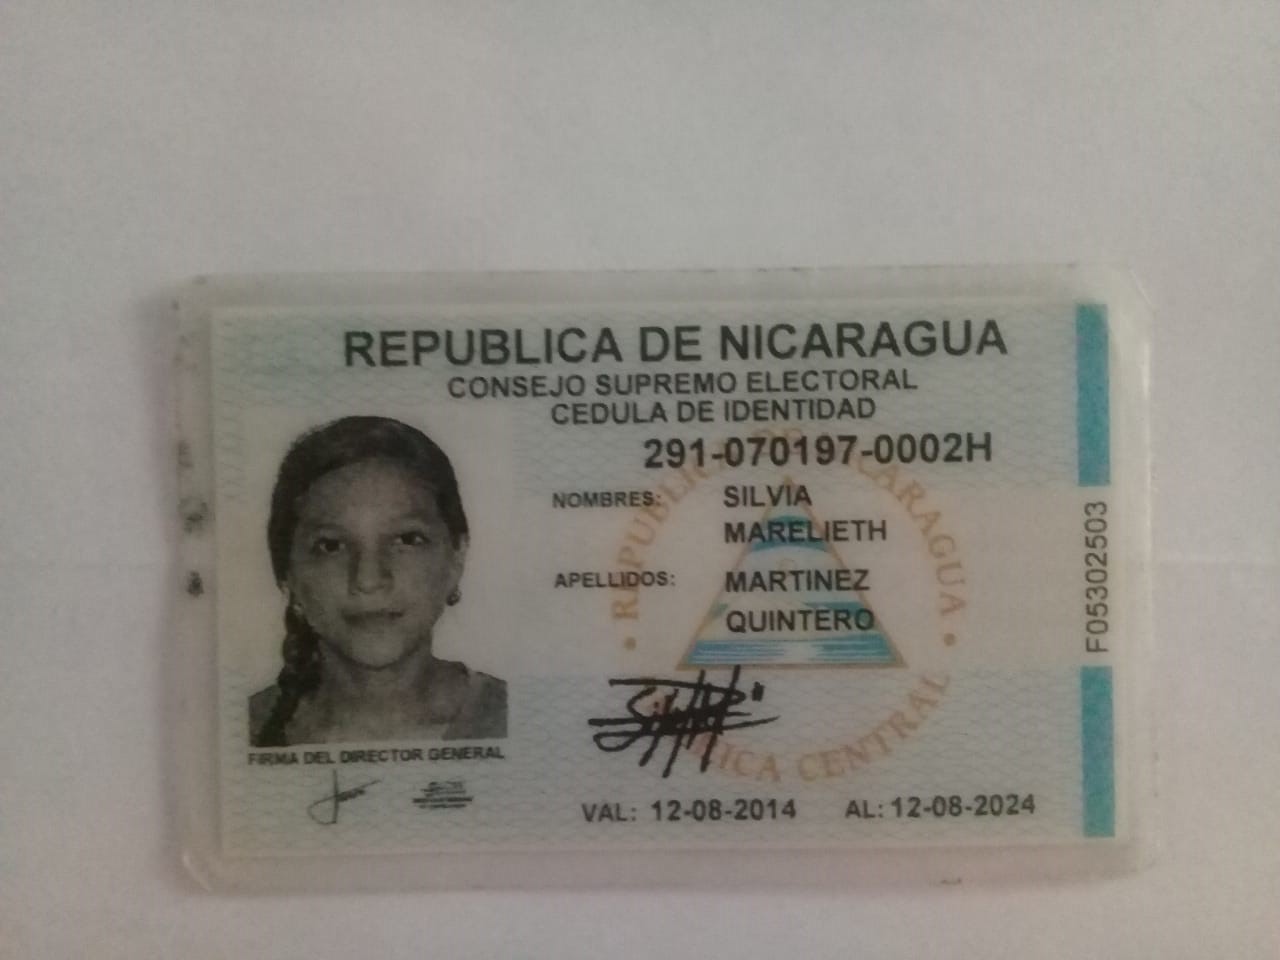 REPUBLICA DE NICARAGUA
CONSEJO SUPREMO ELECTORAL
CEDULA DE IDENTIDAD
291-070197-0002H
NOMBRES: SILVIA
MARELIETH
APELLIDOS: MARTINEZ
QUINTERO
FIRMA DEL DIRECTOR GENERAL
VAL: 12-08-2014 AL: 12-08-2024
F05302503
REPUBLICA DE NICARAGUA
CENTRAL